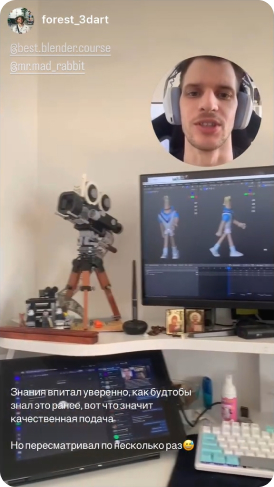 forest_3dart
@best.blender.course
@mr.mad_rabbit
Знания впитал уверенно, как будтобы
знал это ранее, вот что значит
качественная подача.
Но пересматривал по несколько раз😅